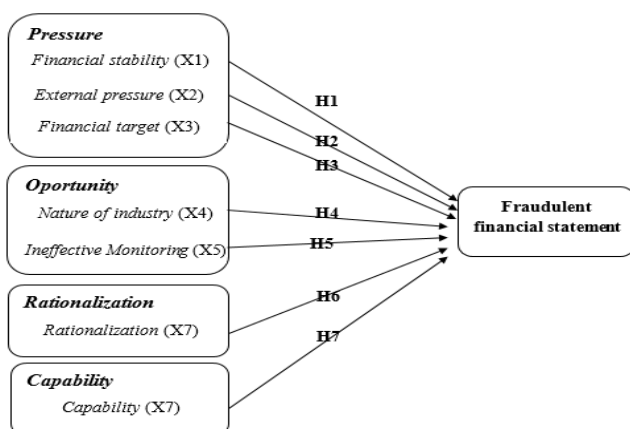 Pressure
Financial stability (X1)
External pressure (X2)
Financial target (X3)
Oportunity
Nature of industry (X4)
Ineffective Monitoring (X5)
Rationalization
Rationalization (X7)
Capability
Capability (X7)
H1
H2
H3
H4
H5
H6
H7
Fraudulent
financial statement